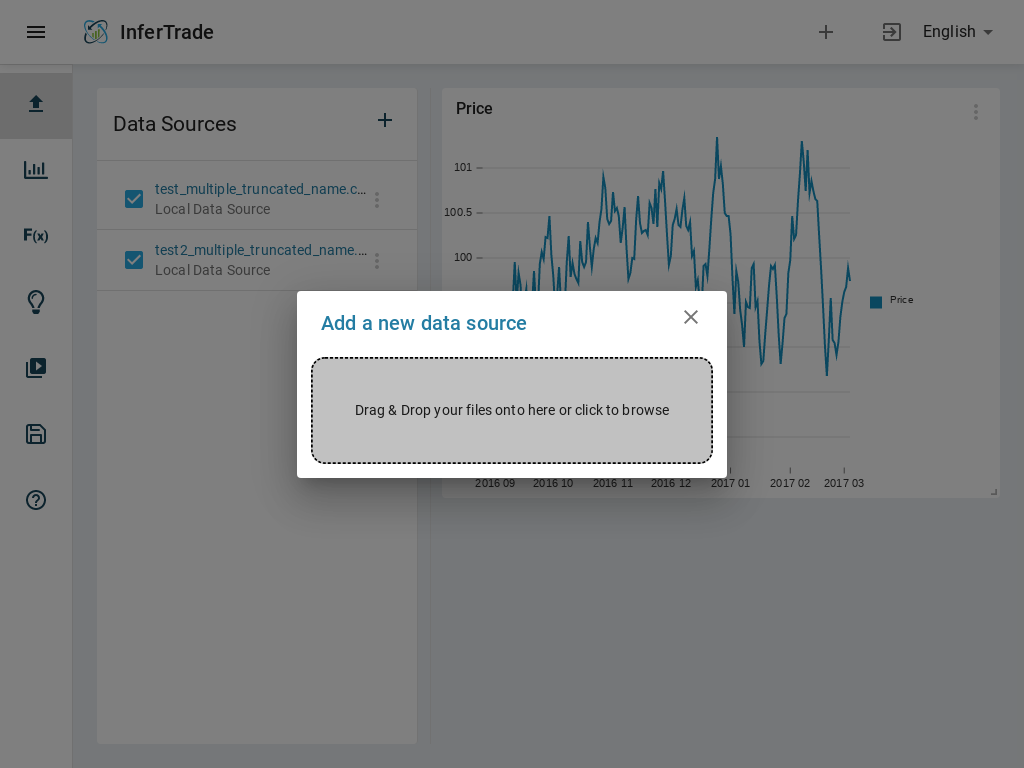 InferTrade
English
Data Sources
test_multiple_truncated_name.c…
Local Data Source
test2_multiple_truncated_name.…
Local Data Source
F(x)
Price
101
100.5
100
Price
2016 09 2016 10 2016 11 2016 12 2017 01 2017 02 2017 03
Add a new data source
Drag & Drop your files onto here or click to browse